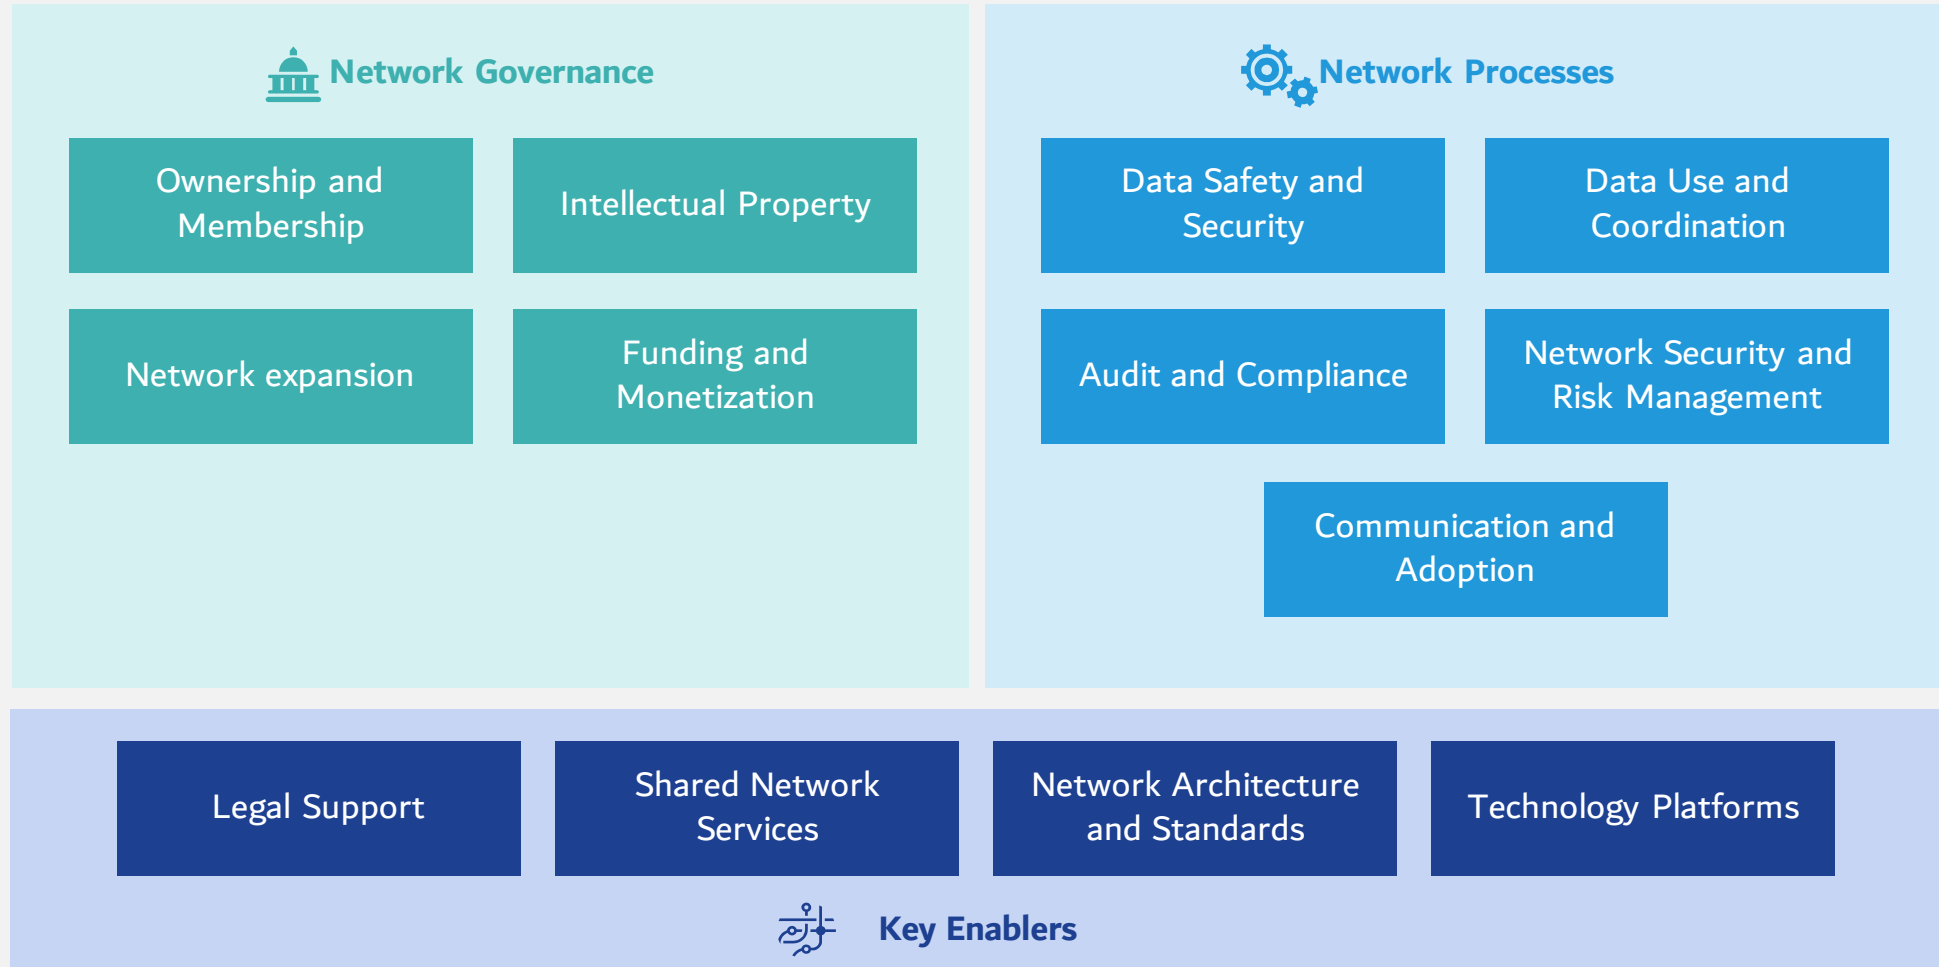 Network Governance
Ownership and
Membership
Intellectual Property
Network expansion
Funding and
Monetization
Network Processes
Data Safety and
Security
Data Use and
Coordination
Audit and Compliance
Network Security and
Risk Management
Communication and
Adoption
Legal Support
Shared Network
Services
Network Architecture
and Standards
Technology Platforms
Key Enablers